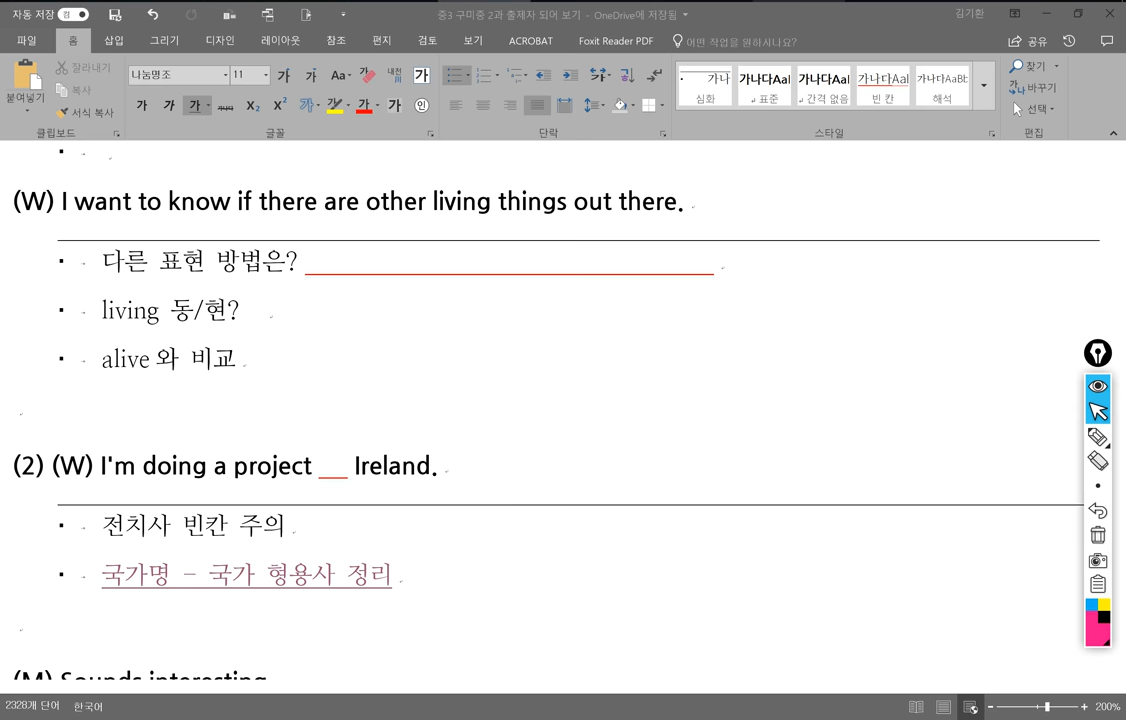 자동 저장 컴 중3 구미중 2과 출제자 되어 보기 - OneDrive에 저장됨 김기환
파일 홈 삽입 그리기 디자인 레이아웃 참조 편지 검토 보기 ACROBAT Foxit Reader PDF 어떤 작업을 원하시나요? 공유
붙여넣기 잘라내기 복사 서식 복사
나눔명조 11
가나 심화
가나다AaI 표준
가나다AaI 간격 없음
가나다AaI 빈 칸
가나다AaBb 해석
찾기 바꾸기 선택
클립보드 글꼴 단락 스타일 편집
(W) I want to know if there are other living things out there.
▪ 다른 표현 방법은? ____
▪ living 동/현?
▪ alive와 비교
(2) (W) I'm doing a project ___ Ireland.
▪ 전치사 빈칸 주의
▪ 국가명 – 국가 형용사 정리
(M) Sounds interesting.
2328개 단어 한국어 200%